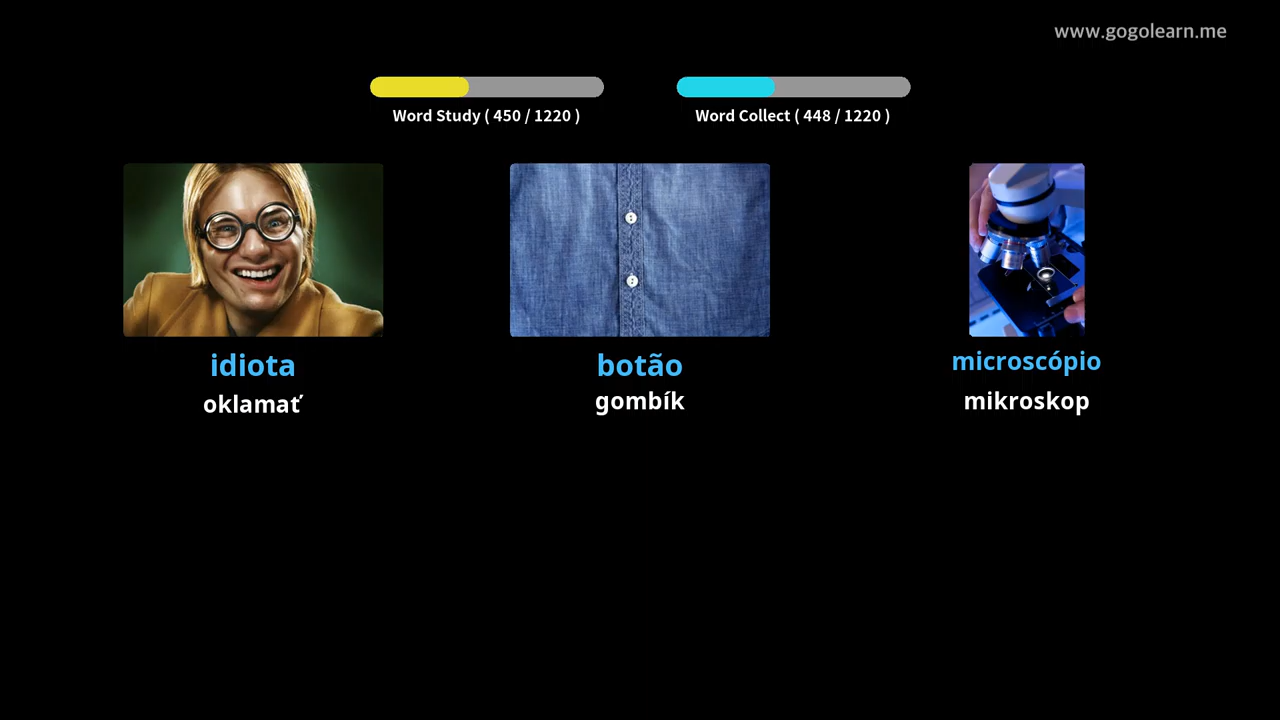 www.gogolearn.me
Word Study ( 450 / 1220 )
Word Collect ( 448 / 1220 )
idiota
oklamať
botão
gombík
microscópio
mikroskop